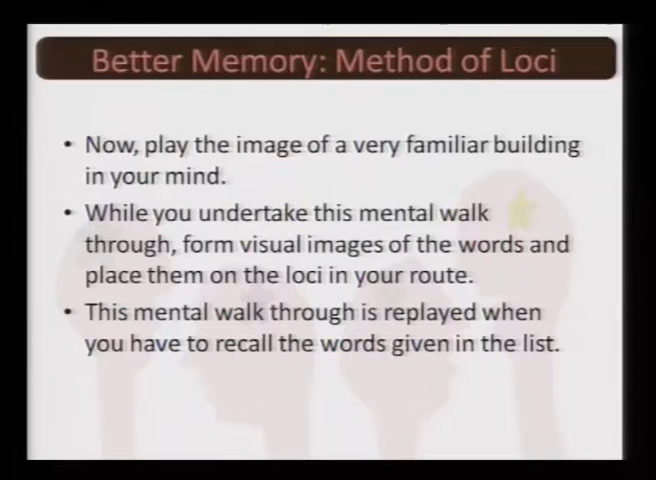 Better Memory: Method of Loci
• Now, play the image of a very familiar building
in your mind.
• While you undertake this mental walk
through, form visual images of the words and
place them on the loci in your route.
• This mental walk through is replayed when
you have to recall the words given in the list.